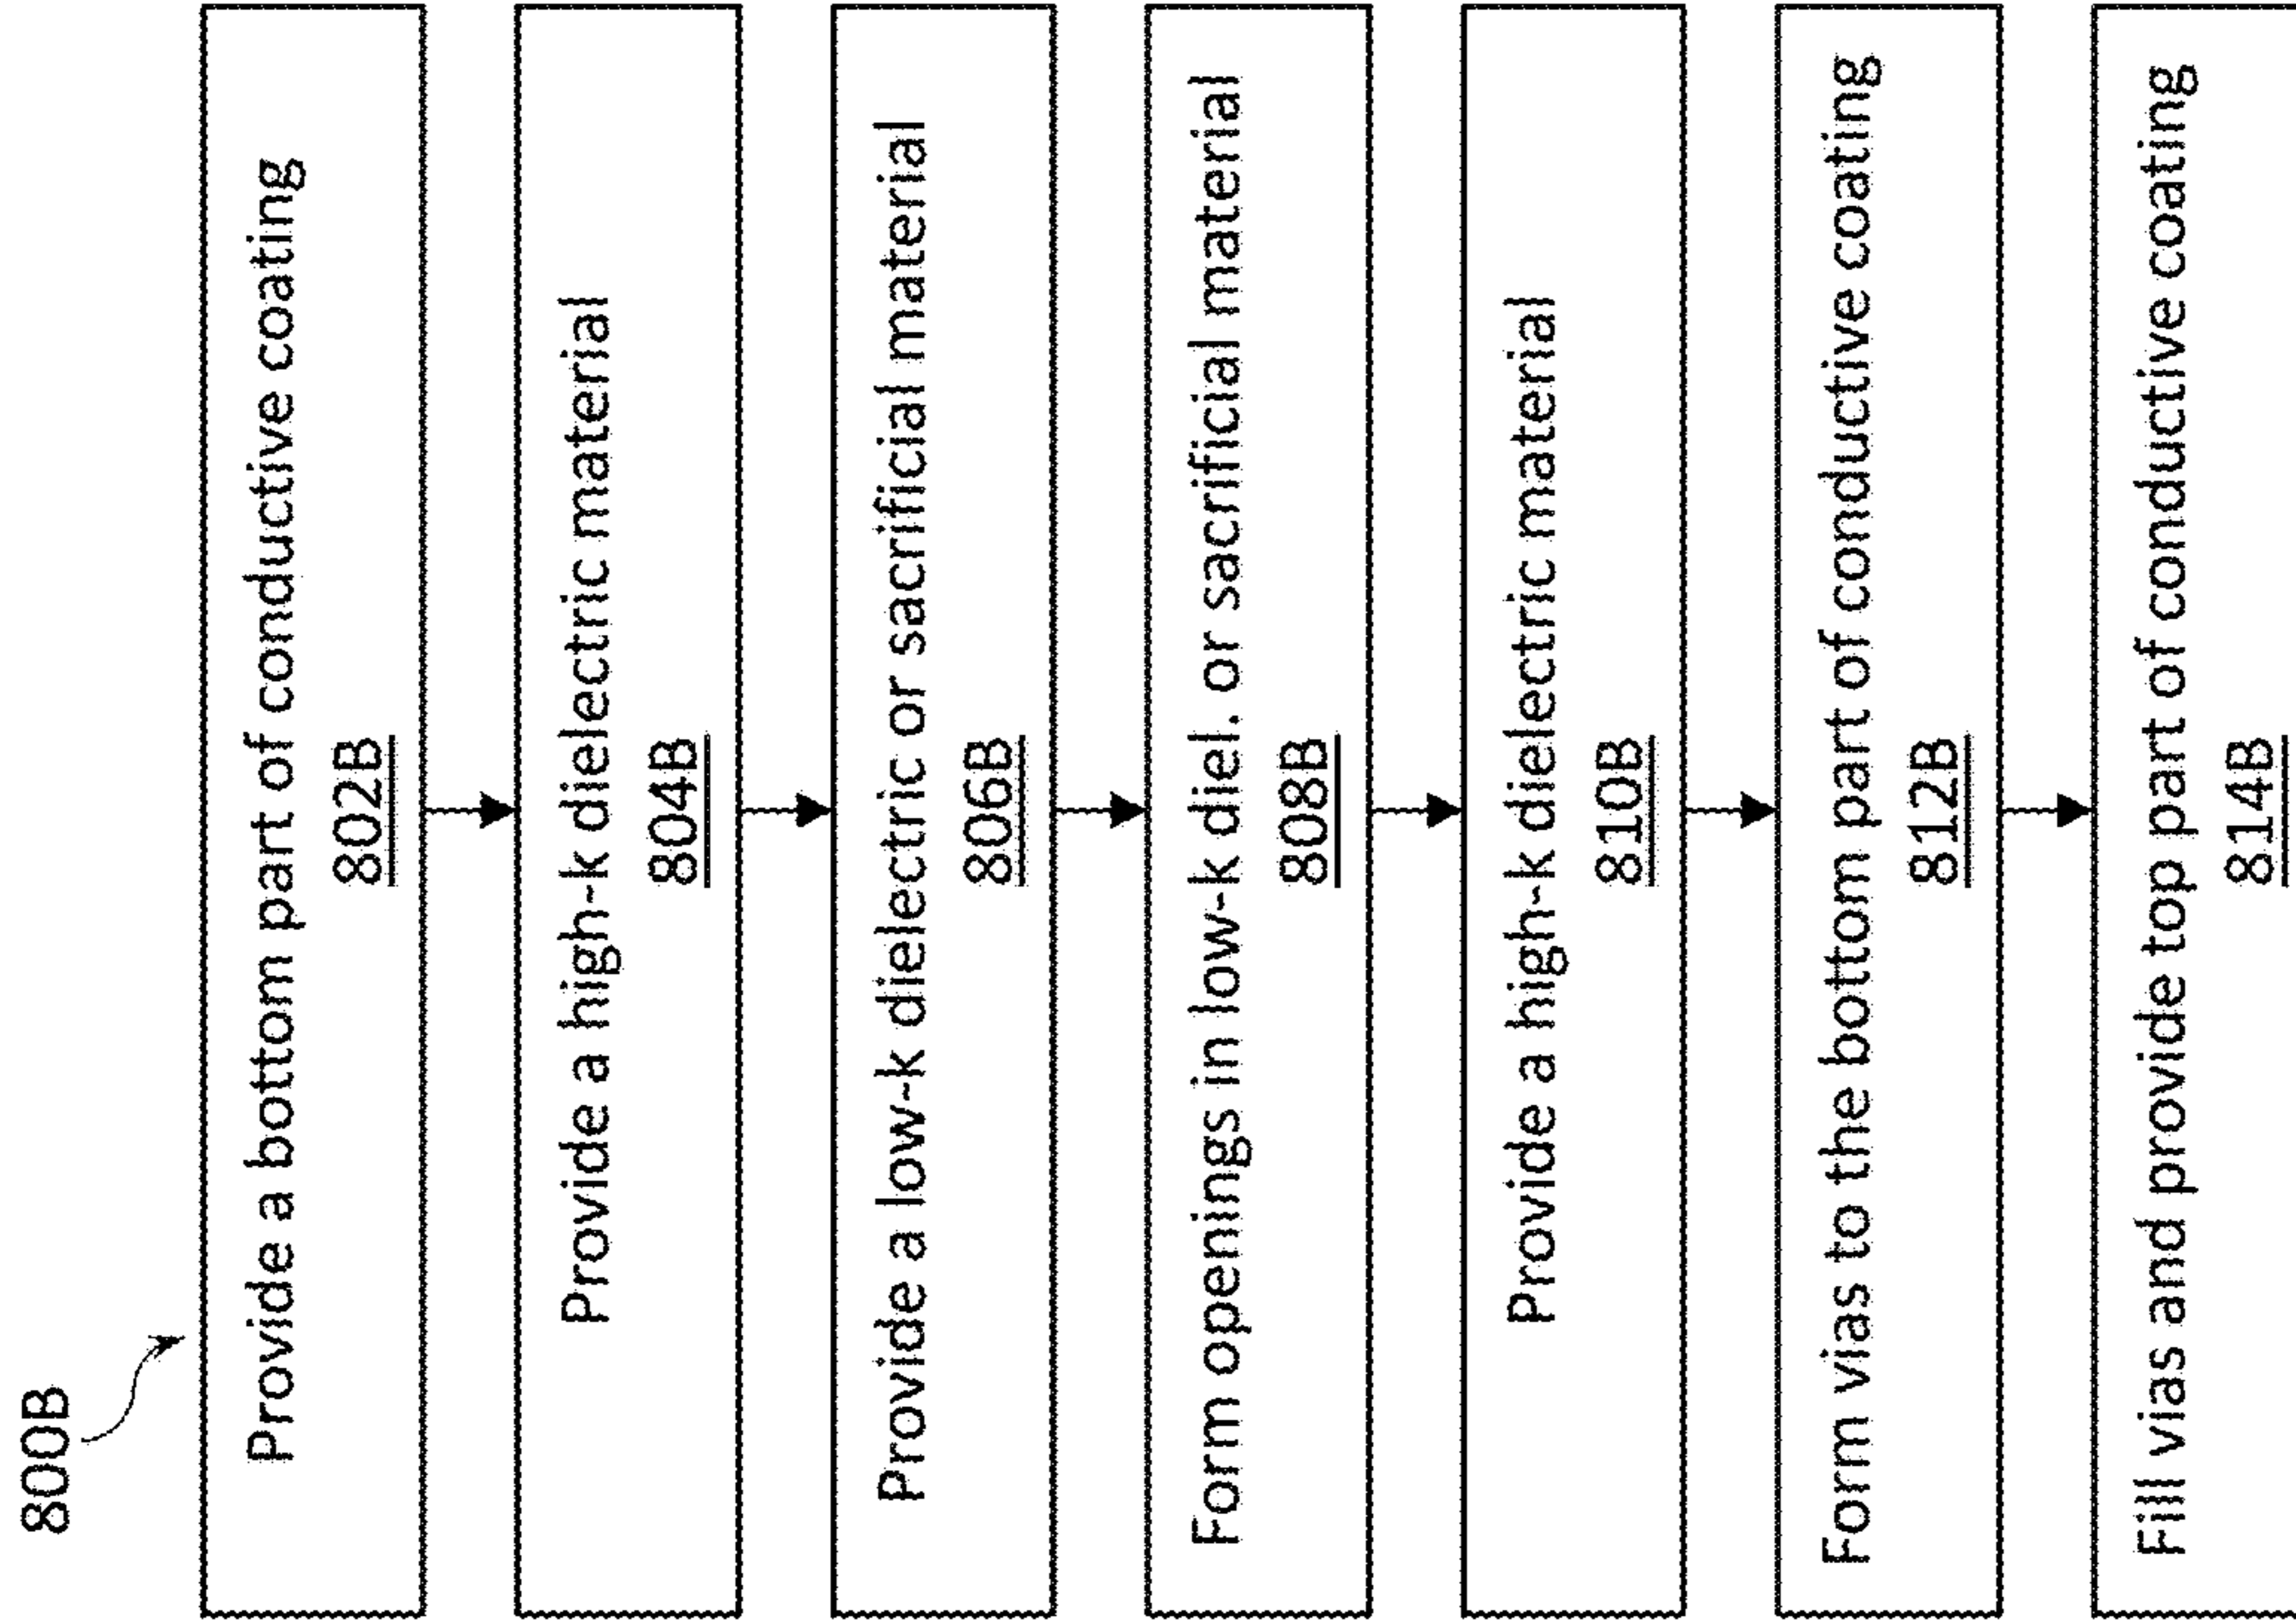 800B
Provide a bottom part of conductive coating
802B
Provide a high-k dielectric material
804B
Provide a low-k dielectric or sacrificial material
806B
Form openings in low-k diel. or sacrificial material
808B
Provide a high-k dielectric material
810B
Form vias to the bottom part of conductive coating
812B
Fill vias and provide top part of conductive coating
814B